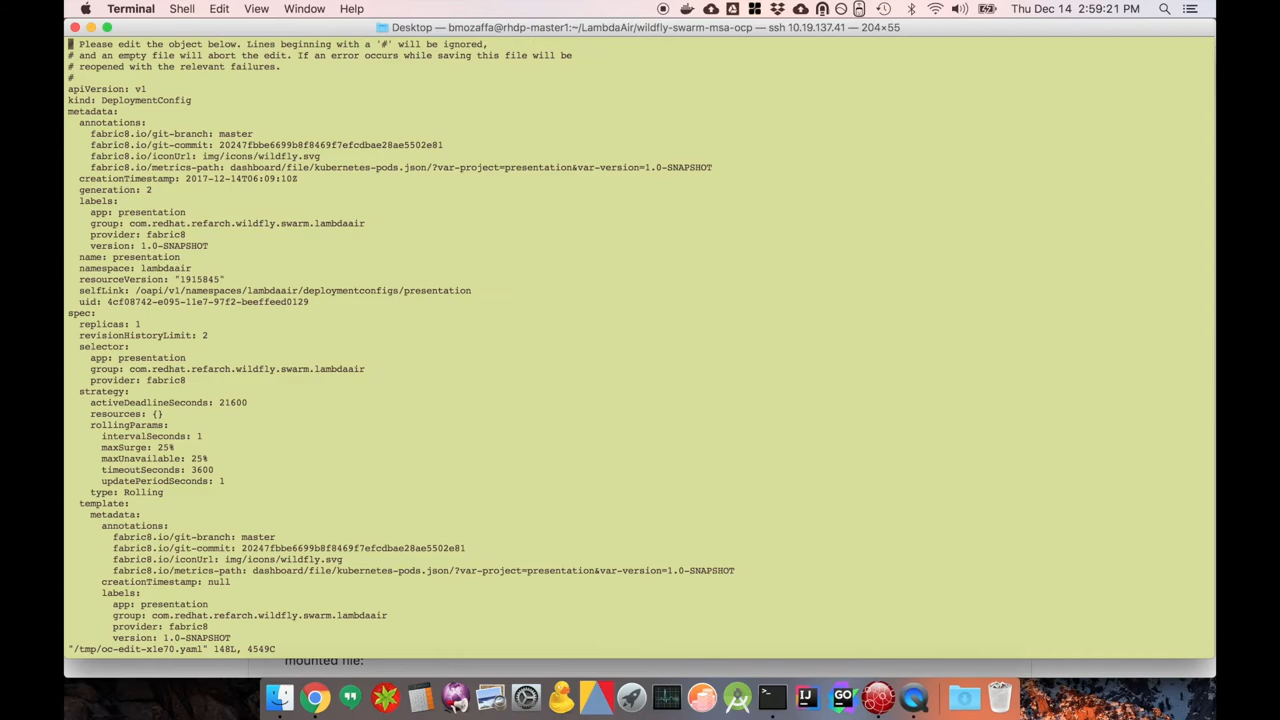 Terminal Shell Edit View Window Help Thu Dec 14 2:59:21 PM
Desktop — bmozaffa@rhdp-master1:~/LambdaAir/wildfly-swarm-msa-ocp — ssh 10.19.137.41 — 204×55
# Please edit the object below. Lines beginning with a '#' will be ignored,
# and an empty file will abort the edit. If an error occurs while saving this file will be
# reopened with the relevant failures.
#
apiVersion: v1
kind: DeploymentConfig
metadata:
  annotations:
    fabric8.io/git-branch: master
    fabric8.io/git-commit: 20247fbbe6699b8f8469f7efcdbae28ae5502e81
    fabric8.io/iconUrl: img/icons/wildfly.svg
    fabric8.io/metrics-path: dashboard/file/kubernetes-pods.json/?var-project=presentation&var-version=1.0-SNAPSHOT
  creationTimestamp: 2017-12-14T06:09:10Z
  generation: 2
  labels:
    app: presentation
    group: com.redhat.refarch.wildfly.swarm.lambdaair
    provider: fabric8
    version: 1.0-SNAPSHOT
  name: presentation
  namespace: lambdaair
  resourceVersion: "1915845"
  selfLink: /oapi/v1/namespaces/lambdaair/deploymentconfigs/presentation
  uid: 4cf08742-e095-11e7-97f2-beeffeed0129
spec:
  replicas: 1
  revisionHistoryLimit: 2
  selector:
    app: presentation
    group: com.redhat.refarch.wildfly.swarm.lambdaair
    provider: fabric8
  strategy:
    activeDeadlineSeconds: 21600
    resources: {}
    rollingParams:
      intervalSeconds: 1
      maxSurge: 25%
      maxUnavailable: 25%
      timeoutSeconds: 3600
      updatePeriodSeconds: 1
    type: Rolling
  template:
    metadata:
      annotations:
        fabric8.io/git-branch: master
        fabric8.io/git-commit: 20247fbbe6699b8f8469f7efcdbae28ae5502e81
        fabric8.io/iconUrl: img/icons/wildfly.svg
        fabric8.io/metrics-path: dashboard/file/kubernetes-pods.json/?var-project=presentation&var-version=1.0-SNAPSHOT
      creationTimestamp: null
      labels:
        app: presentation
        group: com.redhat.refarch.wildfly.swarm.lambdaair
        provider: fabric8
        version: 1.0-SNAPSHOT
"/tmp/oc-edit-x1e70.yaml" 148L, 4549C
mounted file: